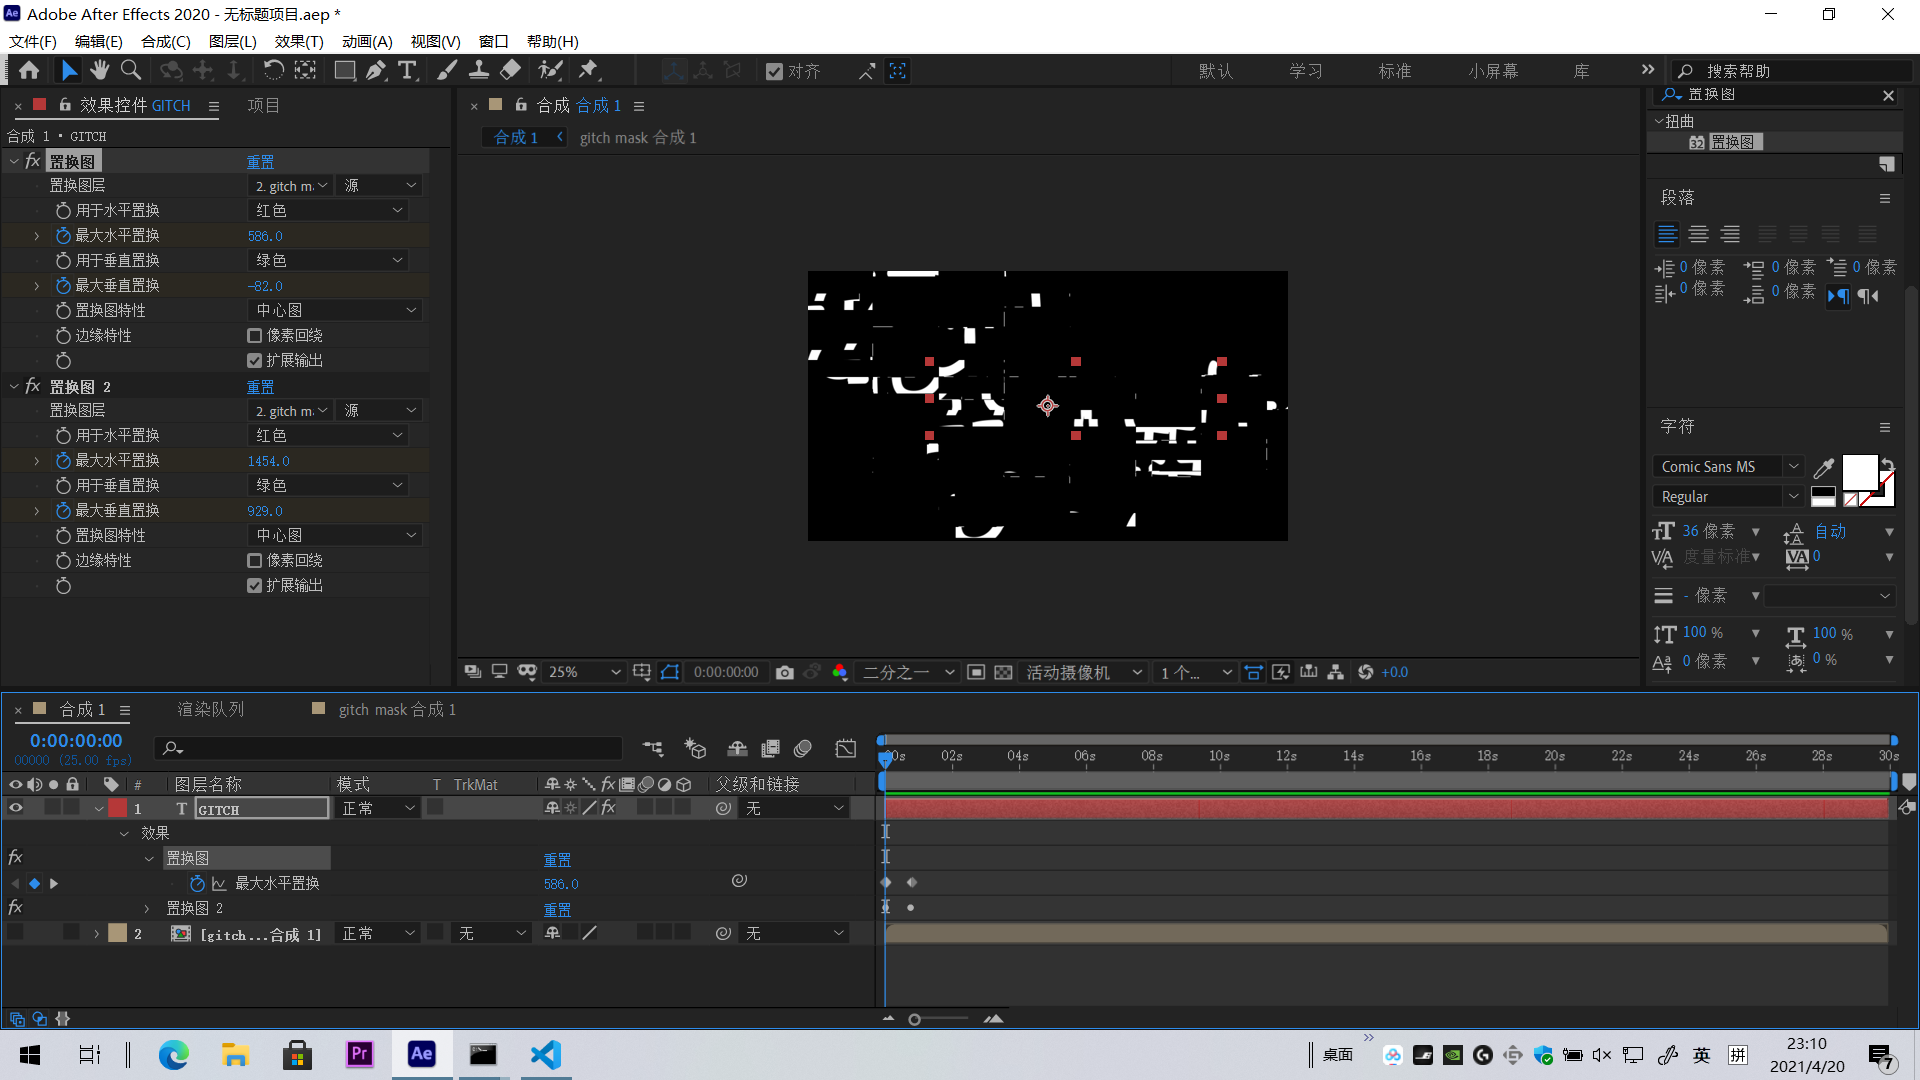 Adobe After Effects 2020 - 无标题项目.aep *
文件(F) 编辑(E) 合成(C) 图层(L) 效果(T) 动画(A) 视图(V) 窗口 帮助(H)
对齐
默认 学习 标准 小屏幕 库
搜索帮助
效果控件 GITCH 项目
合成 1 • GITCH
fx 置换图 重置
置换图层 2. gitch m. 源
用于水平置换 红色
最大水平置换 586.0
用于垂直置换 绿色
最大垂直置换 -82.0
置换图特性 中心图
边缘特性 像素回绕
扩展输出
fx 置换图 2 重置
置换图层 2. gitch m. 源
用于水平置换 红色
最大水平置换 1454.0
用于垂直置换 绿色
最大垂直置换 929.0
置换图特性 中心图
边缘特性 像素回绕
扩展输出
合成 合成 1
合成 1 gitch mask 合成 1
25% 0:00:00:00 二分之一 活动摄像机 1 个... +0.0
置换图
扭曲
32 置换图
段落
0 像素 0 像素 0 像素
0 像素 0 像素
字符
Comic Sans MS
Regular
36 像素 自动
度量标准 0
- 像素
100 % 100 %
0 像素 0 %
合成 1 渲染队列 gitch mask 合成 1
0:00:00:00
00000 (25.00 fps)
00s 02s 04s 06s 08s 10s 12s 14s 16s 18s 20s 22s 24s 26s 28s 30s
# 图层名称 模式 T TrkMat 父级和链接
1 T GITCH 正常 fx 无
效果
fx 置换图 重置
最大水平置换 586.0
fx 置换图 2 重置
2 [gitch...合成 1] 正常 无 无
Pr Ae
桌面
英 拼
23:10
2021/4/20
7